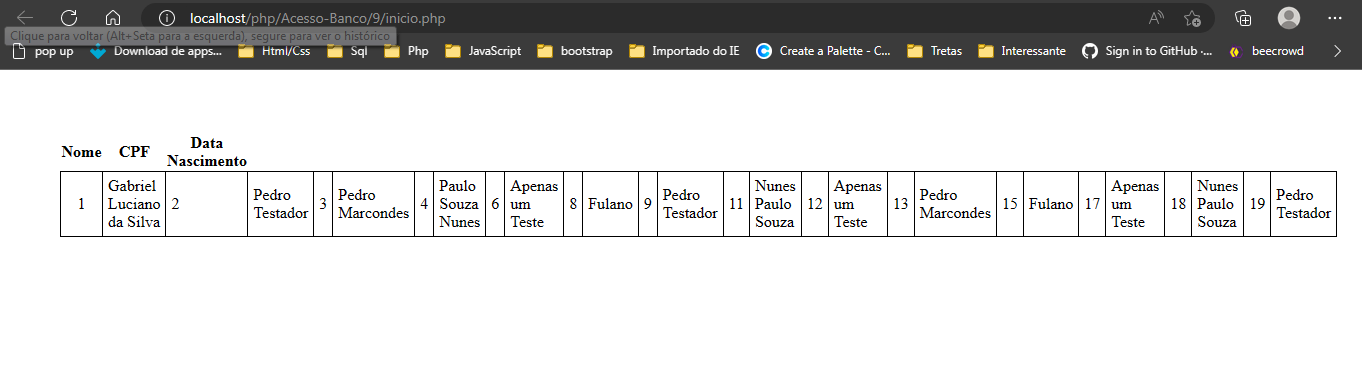 localhost/php/Acesso-Banco/9/inicio.php
Clique para voltar (Alt+Seta para a esquerda), segure para ver o histórico
pop up Download de apps... Html/Css Sql Php JavaScript bootstrap Importado do IE Create a Palette - C... Tretas Interessante Sign in to GitHub ·... beecrowd
Nome CPF Data
Nascimento
1 Gabriel Luciano da Silva 2 Pedro Testador 3 Pedro Marcondes 4 Paulo Souza Nunes 6 Apenas um Teste 8 Fulano 9 Pedro Testador 11 Nunes Paulo Souza 12 Apenas um Teste 13 Pedro Marcondes 15 Fulano 17 Apenas um Teste 18 Nunes Paulo Souza 19 Pedro Testador